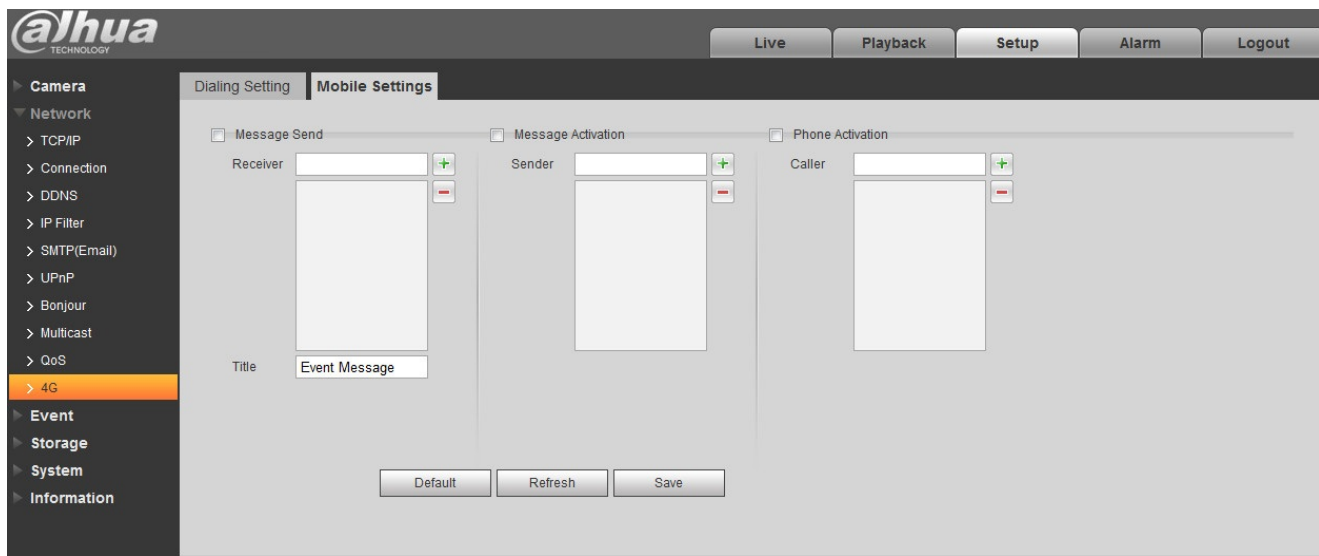 alhua
TECHNOLOGY
Live Playback Setup Alarm Logout
Camera
Network
TCP/IP
Connection
DDNS
IP Filter
SMTP(Email)
UPnP
Bonjour
Multicast
QoS
4G
Event
Storage
System
Information
Dialing Setting Mobile Settings
Message Send Message Activation Phone Activation
Receiver Sender Caller
Title Event Message
Default Refresh Save